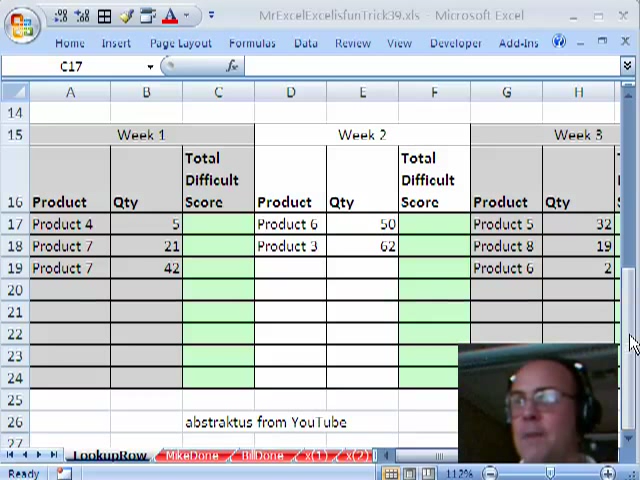 MrExcelExcelisfunTrick39.xls - Microsoft Excel
Home Insert Page Layout Formulas Data Review View Developer Add-Ins
C17 fx
A B C D E F G H
14
15 Week 1 Week 2 Week 3
16 Product Qty Total Difficult Score Product Qty Total Difficult Score Product Qty
17 Product 4 5 Product 6 50 Product 5 32
18 Product 7 21 Product 3 62 Product 8 19
19 Product 7 42 Product 6 2
20
21
22
23
24
25
26 abstraktus from YouTube
27
LookupRow MikeDone BillDone x(1) x(2)
Ready 112%